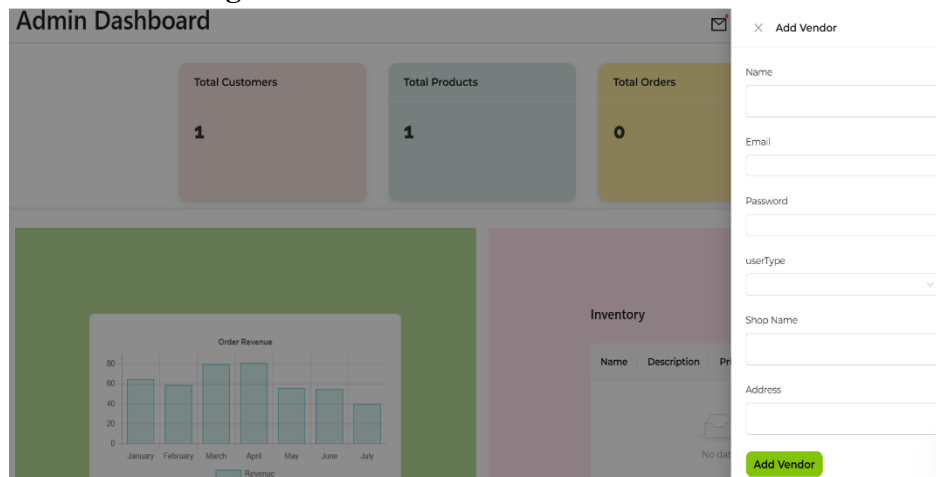 Admin Dashboard
Add Vendor
Total Customers
1
Total Products
1
Total Orders
0
Name
Email
Password
userType
Shop Name
Address
Add Vendor
Order Revenue
80
60
40
20
0
January February March April May June July
Revenue
Inventory
Name Description